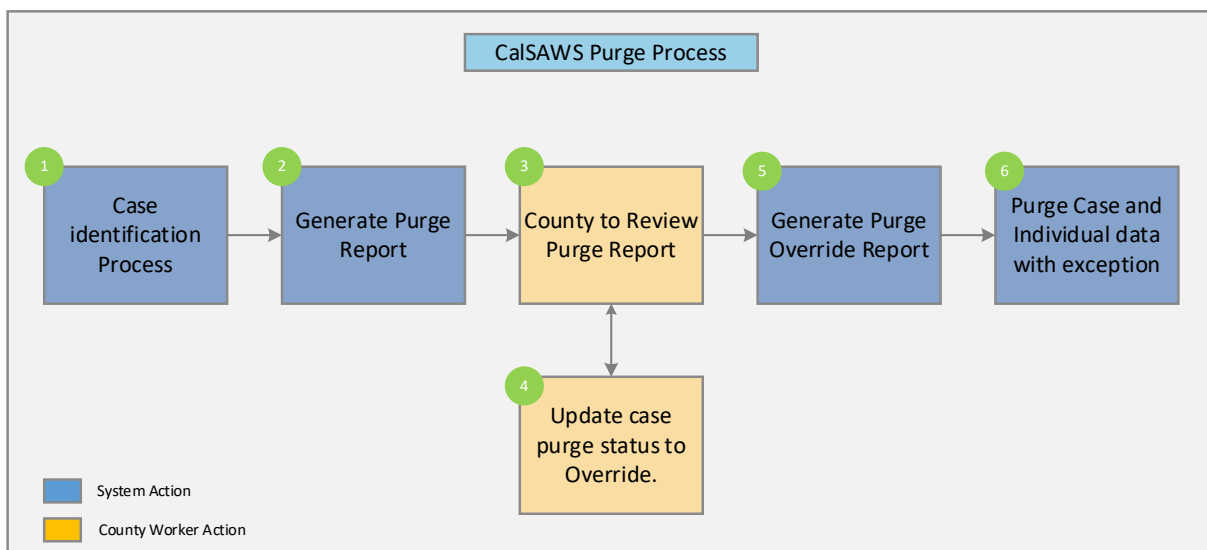 CalSAWS Purge Process
1
Case
identification
Process
2
Generate Purge
Report
3
County to Review
Purge Report
4
Update case
purge status to
Override.
5
Generate Purge
Override Report
6
Purge Case and
Individual data
with exception
System Action
County Worker Action